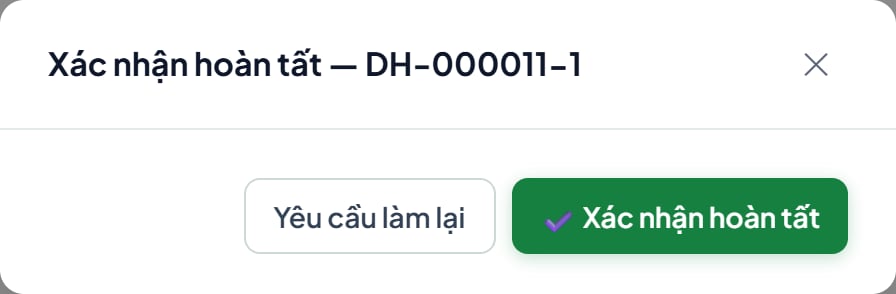 Xác nhận hoàn tất — DH-000011-1
Yêu cầu làm lại
✔ Xác nhận hoàn tất